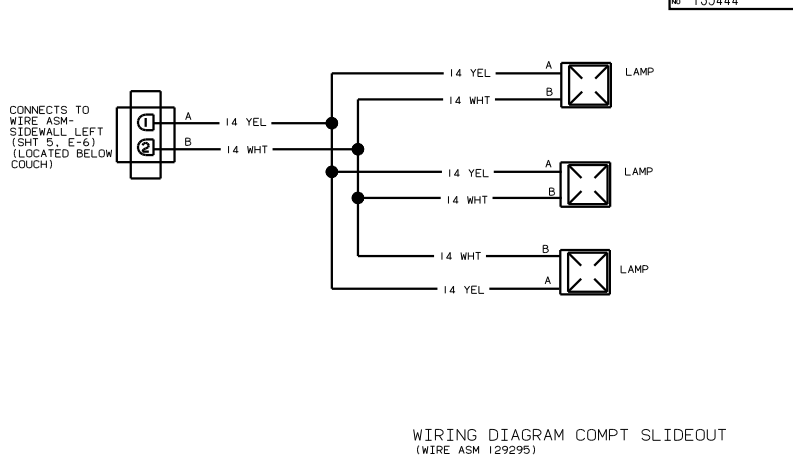 NO 155444
14 YEL
A
LAMP
14 WHT
B
CONNECTS TO
WIRE ASM-
SIDEWALL LEFT
(SHT 5, E-6)
(LOCATED BELOW
COUCH)
1
A
14 YEL
2
B
14 WHT
14 YEL
A
LAMP
14 WHT
B
14 WHT
B
LAMP
14 YEL
A
WIRING DIAGRAM COMPT SLIDEOUT
(WIRE ASM 129295)